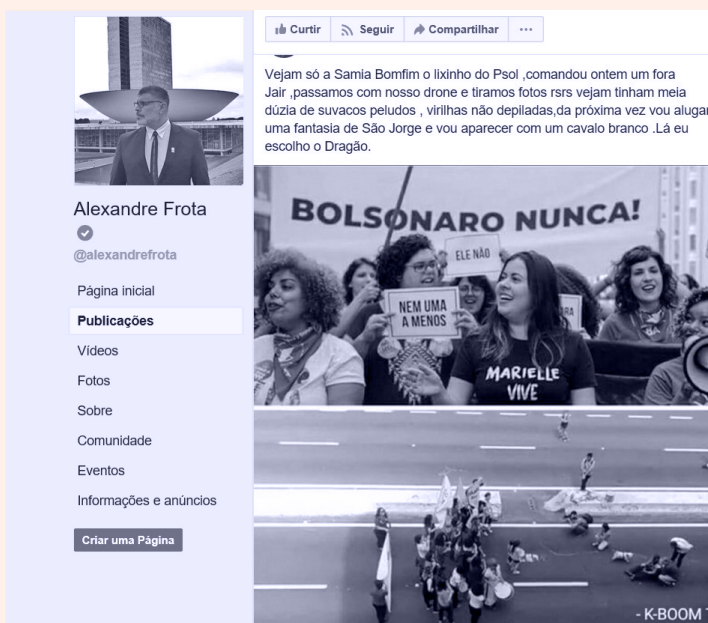 Curtir Seguir Compartilhar ...
Vejam só a Samia Bomfim o lixinho do Psol ,comandou ontem um fora
Jair ,passamos com nosso drone e tiramos fotos rsrs vejam tinham meia
dúzia de suvacos peludos , virilhas não depiladas,da próxima vez vou alugar
uma fantasia de São Jorge e vou aparecer com um cavalo branco .Lá eu
escolho o Dragão.
Alexandre Frota
@alexandrefrota
Página inicial
Publicações
Vídeos
Fotos
Sobre
Comunidade
Eventos
Informações e anúncios
Criar uma Página
BOLSONARO NUNCA!
ELE NÃO
NEM UMA
A MENOS
MARIELLE
VIVE
- K-BOOM